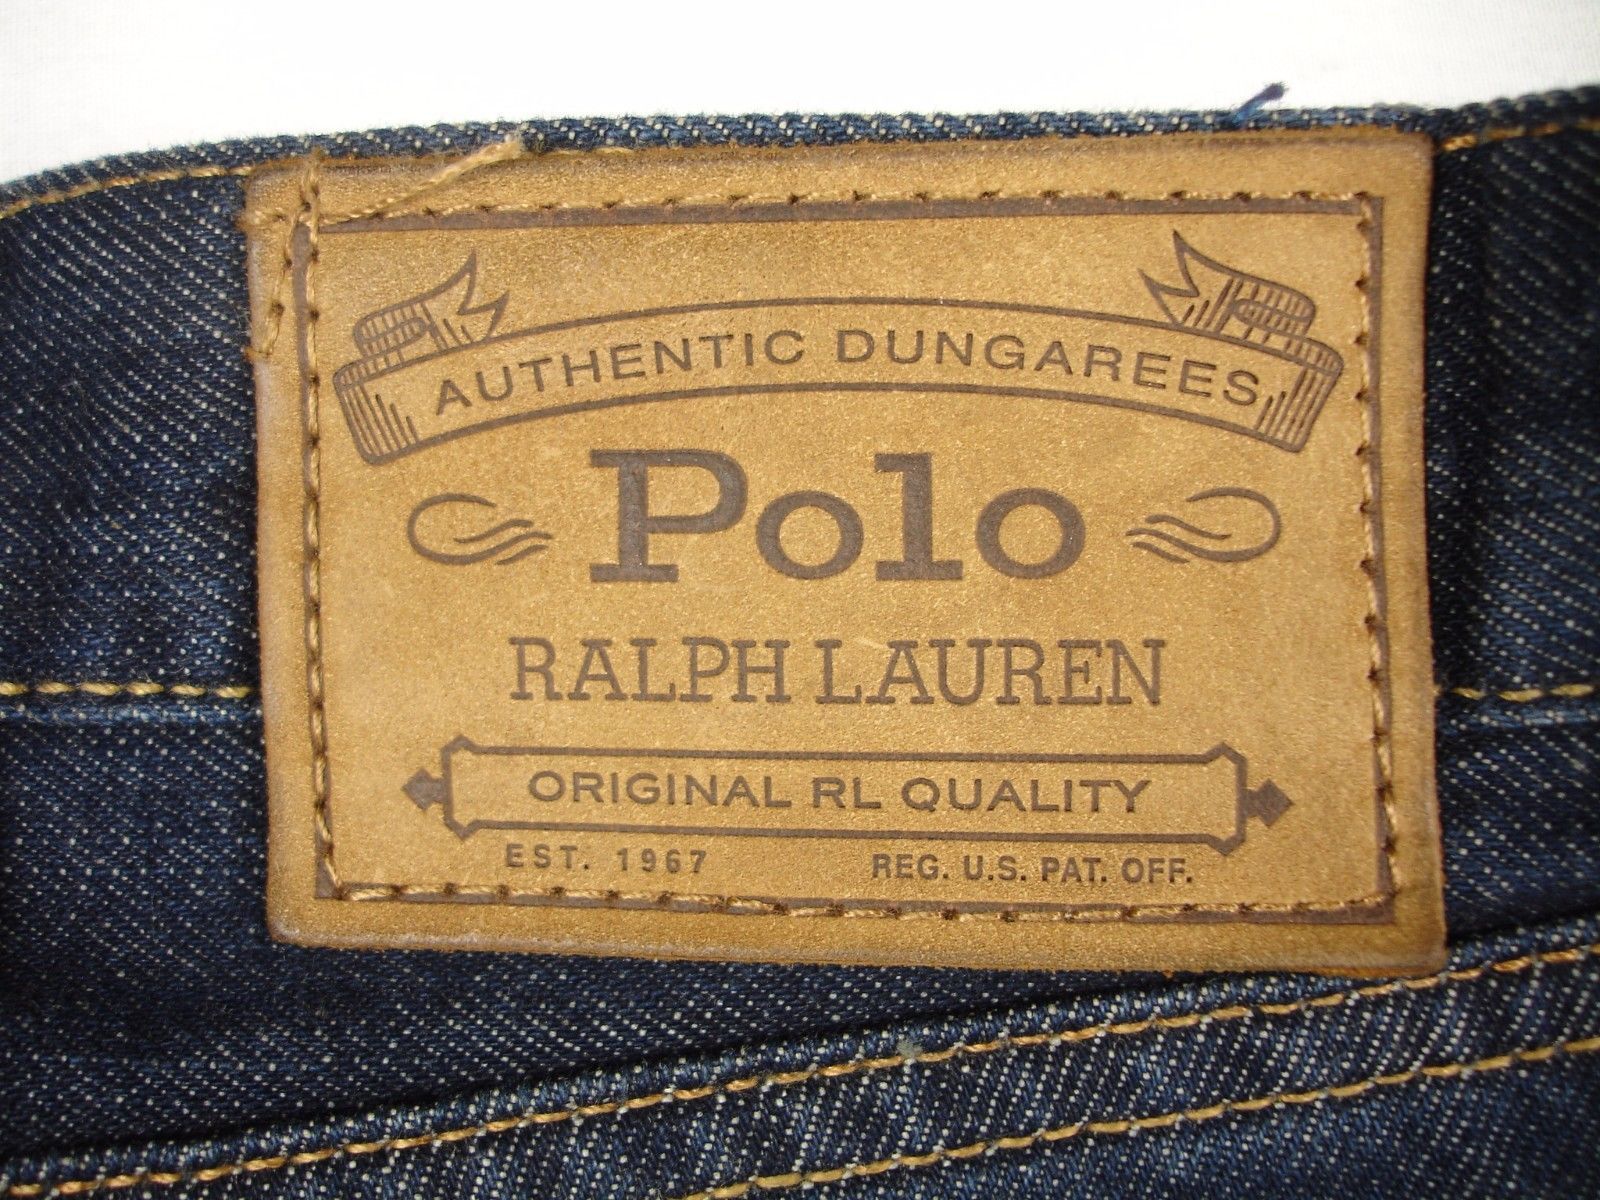 AUTHENTIC DUNGAREES
Polo
RALPH LAUREN
ORIGINAL RL QUALITY
EST. 1967 REG. U.S. PAT. OFF.